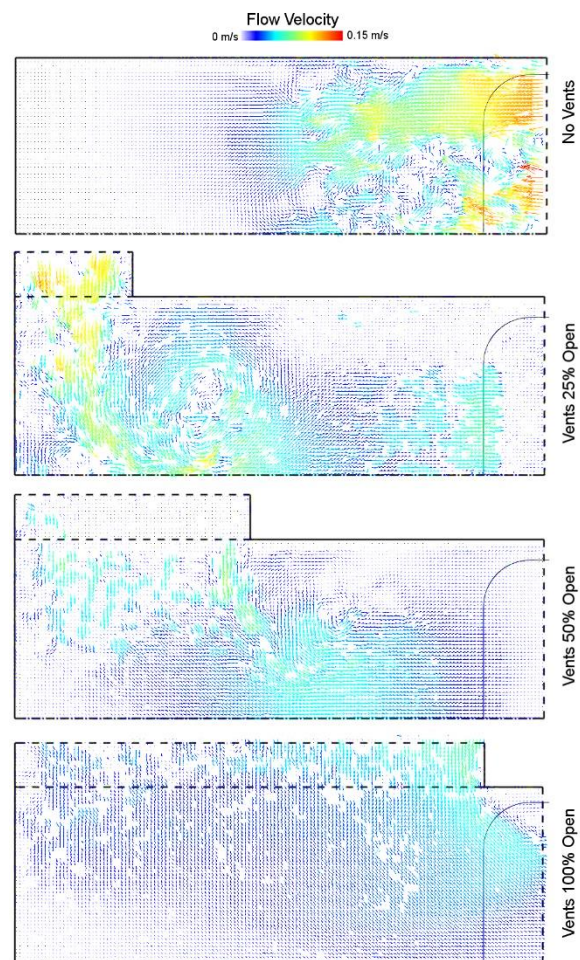 Flow Velocity
0 m/s 0.15 m/s
No Vents
Vents 25% Open
Vents 50% Open
Vents 100% Open